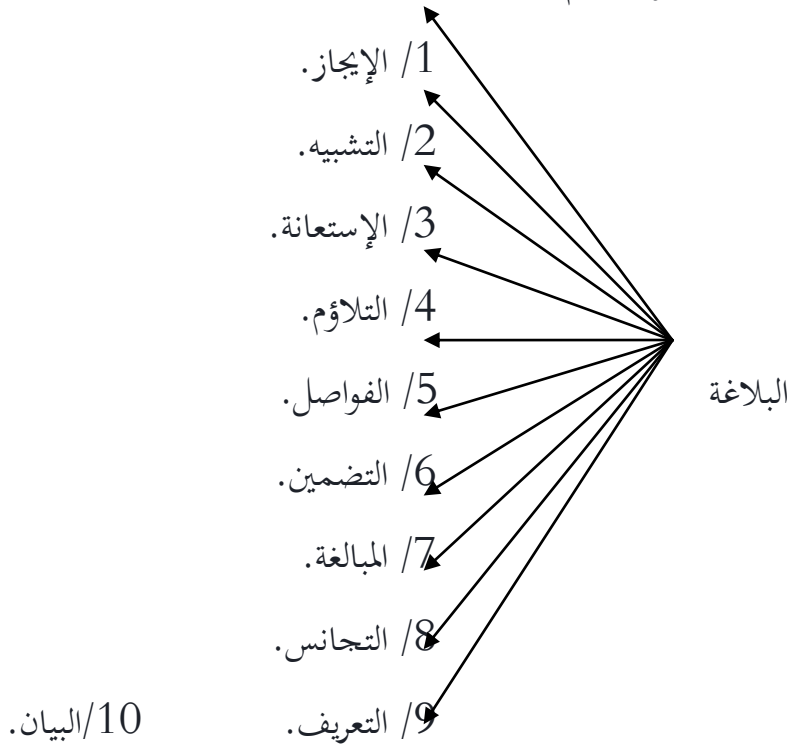 1/ الإيجاز.
2/ التشبيه.
3/ الإستعانة.
4/ التلاؤم.
5/ الفواصل.
البلاغة
6/ التضمين.
7/ المبالغة.
8/ التجانس.
9/ التعريف. 10/البيان.